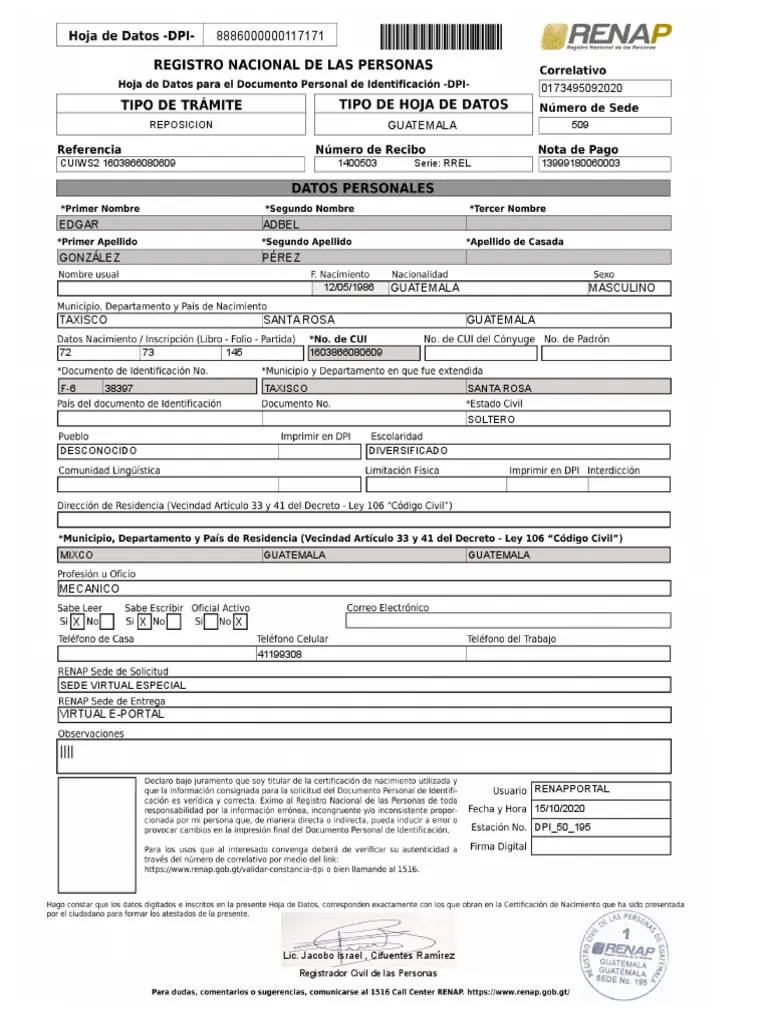 Hoja de Datos -DPI- 8886000000117171
RENAP
Registro Nacional de las Personas
REGISTRO NACIONAL DE LAS PERSONAS
Correlativo
Hoja de Datos para el Documento Personal de Identificación -DPI-
0173495092020
TIPO DE TRÁMITE TIPO DE HOJA DE DATOS Número de Sede
REPOSICION GUATEMALA 509
Referencia Número de Recibo Nota de Pago
CUIWS2 1603866080609 1400503 Serie: RREL 13999180060003
DATOS PERSONALES
*Primer Nombre *Segundo Nombre *Tercer Nombre
EDGAR ADBEL
*Primer Apellido *Segundo Apellido *Apellido de Casada
GONZÁLEZ PÉREZ
Nombre usual F. Nacimiento Nacionalidad Sexo
12/05/1986 GUATEMALA MASCULINO
Municipio, Departamento y País de Nacimiento
TAXISCO SANTA ROSA GUATEMALA
Datos Nacimiento / Inscripción (Libro - Folio - Partida) *No. de CUI No. de CUI del Cónyuge No. de Padrón
72 73 145 1603866080609
*Documento de Identificación No. *Municipio y Departamento en que fue extendida
F-6 38397 TAXISCO SANTA ROSA
País del documento de Identificación Documento No. *Estado Civil
SOLTERO
Pueblo Imprimir en DPI Escolaridad
DESCONOCIDO DIVERSIFICADO
Comunidad Lingüística Limitación Física Imprimir en DPI Interdicción
Dirección de Residencia (Vecindad Artículo 33 y 41 del Decreto - Ley 106 “Código Civil”)
*Municipio, Departamento y País de Residencia (Vecindad Artículo 33 y 41 del Decreto - Ley 106 “Código Civil”)
MIXCO GUATEMALA GUATEMALA
Profesión u Oficio
MECANICO
Sabe Leer Sabe Escribir Oficial Activo Correo Electrónico
Si X No Si X No Si No X
Teléfono de Casa Teléfono Celular Teléfono del Trabajo
41199308
RENAP Sede de Solicitud
SEDE VIRTUAL ESPECIAL
RENAP Sede de Entrega
VIRTUAL E-PORTAL
Observaciones
||||
Declaro bajo juramento que soy titular de la certificación de nacimiento utilizada y
que la información consignada para la solicitud del Documento Personal de Identifi-
cación es verídica y correcta. Eximo al Registro Nacional de las Personas de toda
responsabilidad por la información errónea, incongruente y/o inconsistente propor-
cionada por mi persona que, de manera directa o indirecta, pueda inducir a error o
provocar cambios en la impresión final del Documento Personal de Identificación.
Para los usos que al interesado convenga deberá de verificar su autenticidad a
través del número de correlativo por medio del link:
https://www.renap.gob.gt/validar-constancia-dpi o bien llamando al 1516.
Usuario RENAPPORTAL
Fecha y Hora 15/10/2020
Estación No. DPI_50_195
Firma Digital
Hago constar que los datos digitados e inscritos en la presente Hoja de Datos, corresponden exactamente con los que obran en la Certificación de Nacimiento que ha sido presentada
por el ciudadano para formar los atestados de la presente.
Lic. Jacobo Israel , Cifuentes Ramírez
Registrador Civil de las Personas
REGISTRO CIVIL DE LAS PERSONAS DE GUATEMALA
1
RENAP
GUATEMALA
GUATEMALA
SEDE No. 195
Para dudas, comentarios o sugerencias, comunicarse al 1516 Call Center RENAP. https://www.renap.gob.gt/